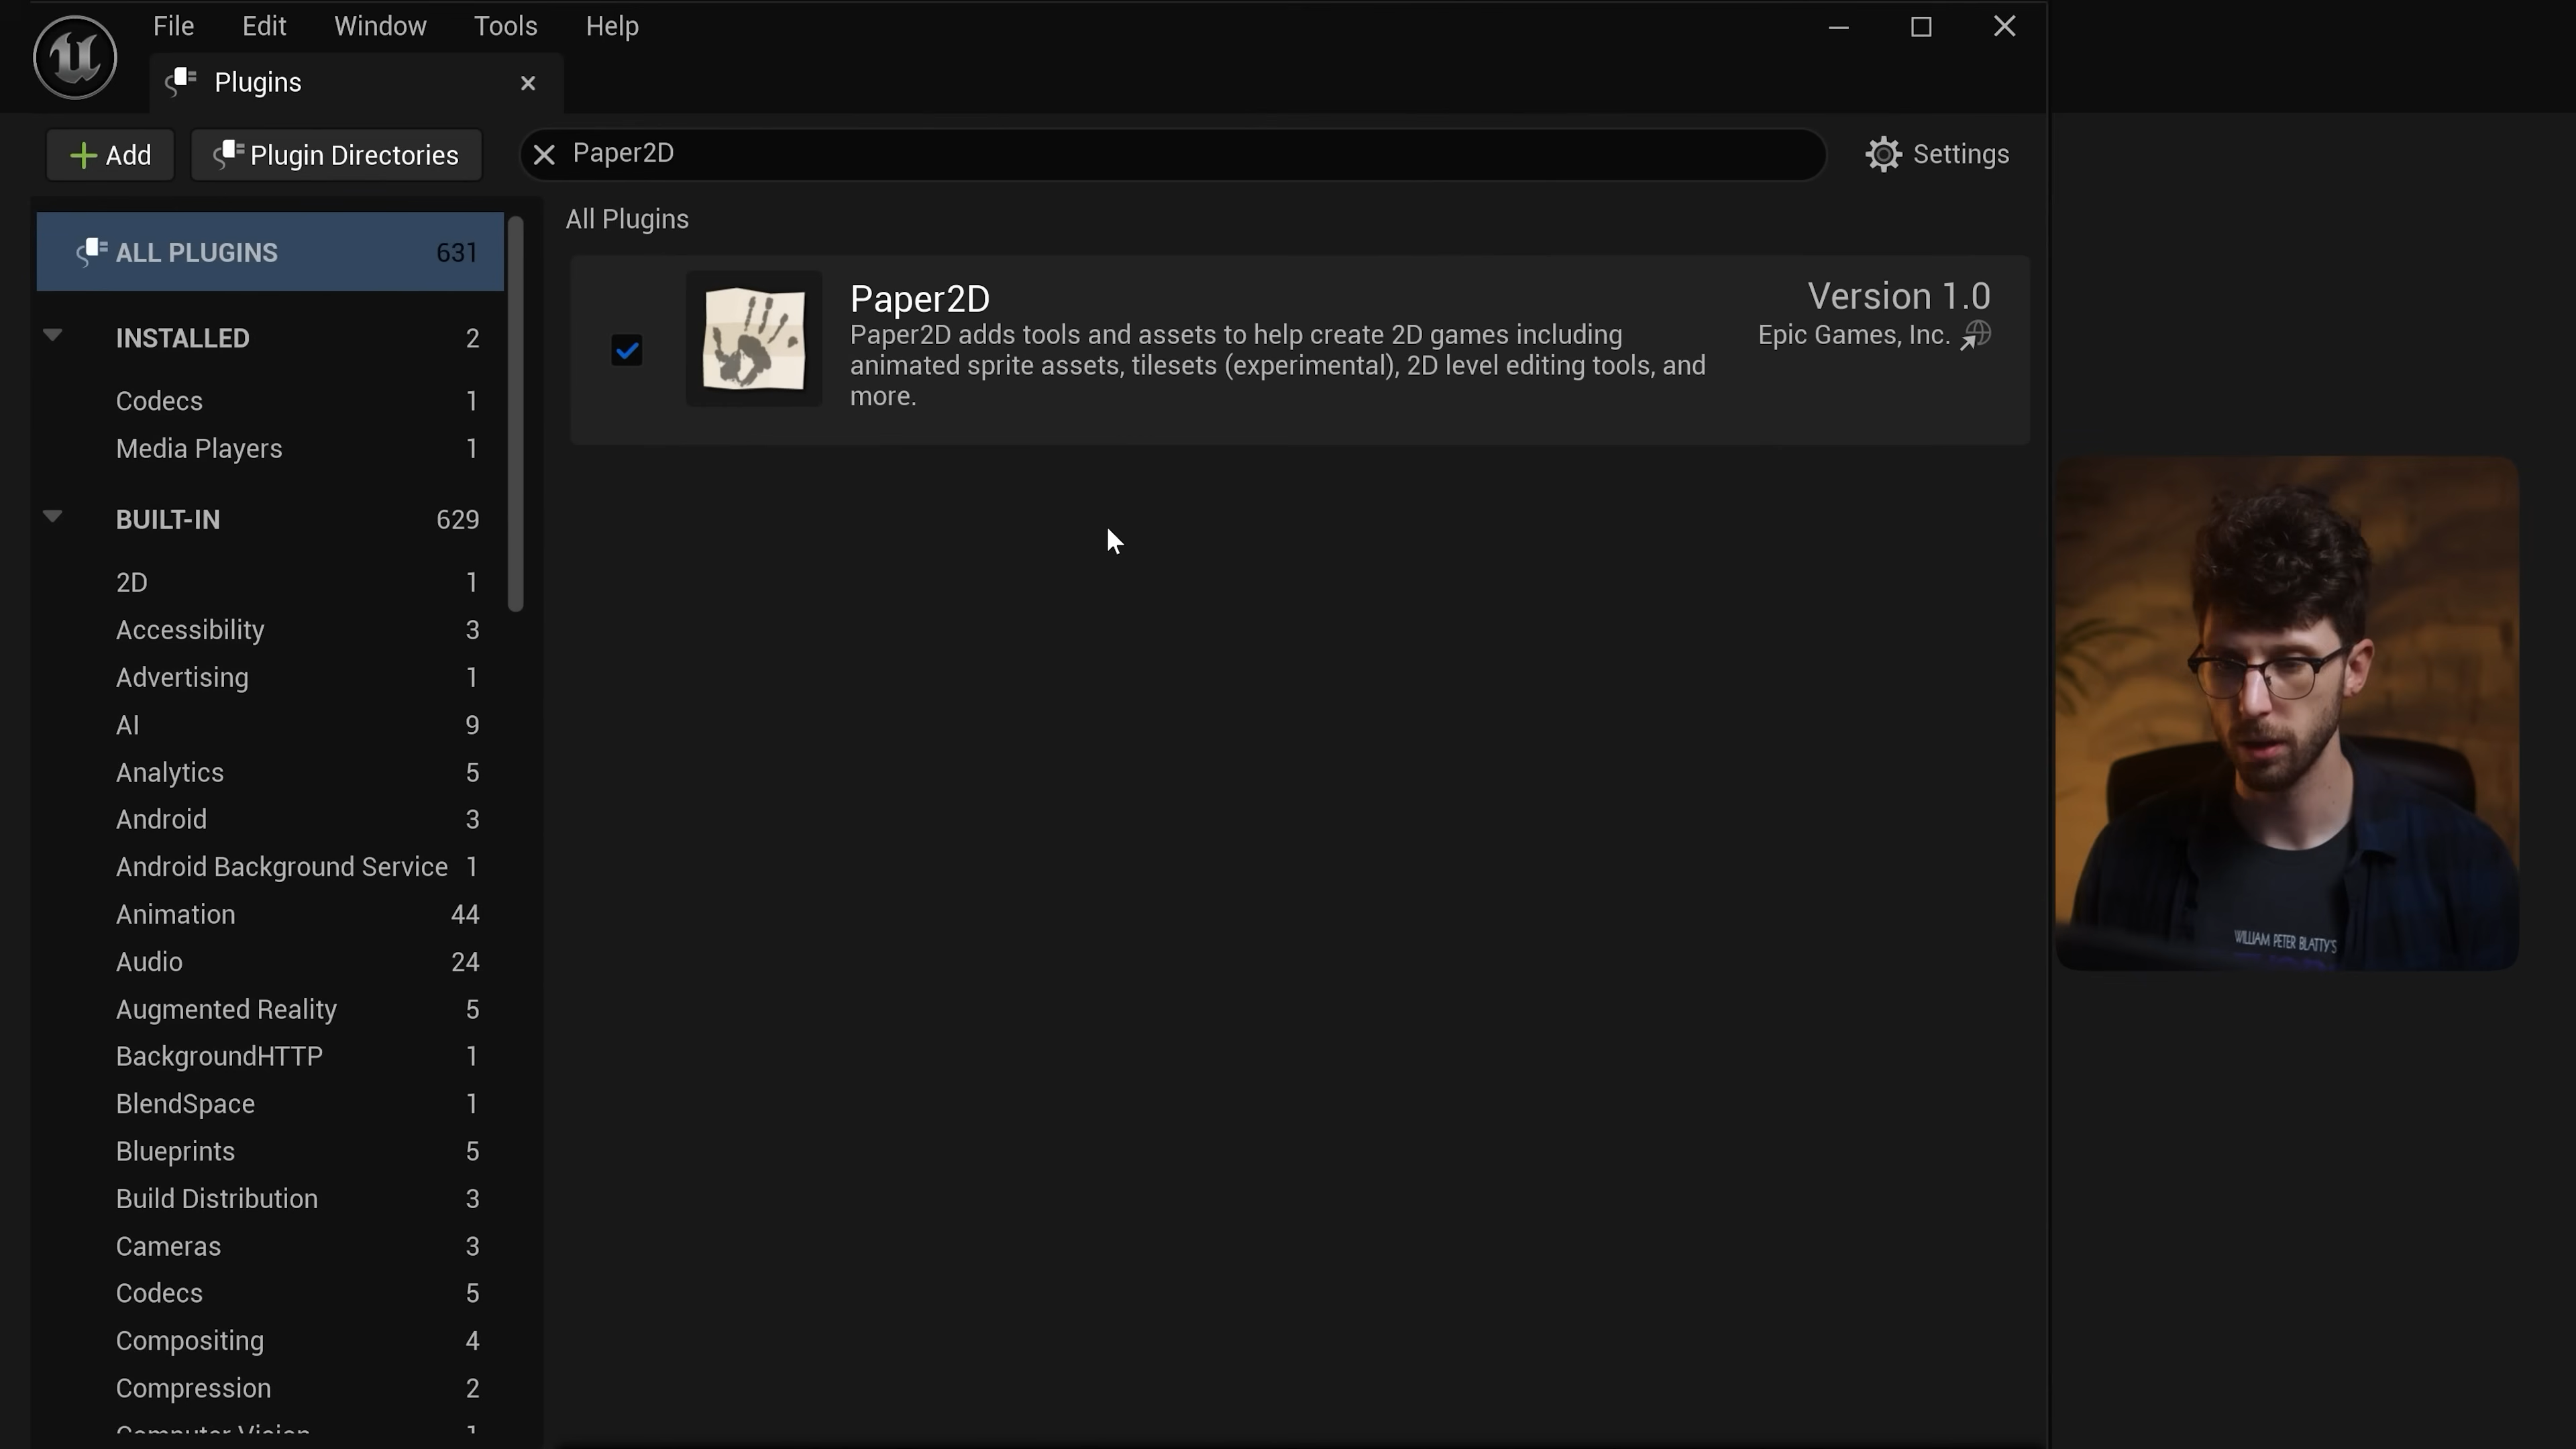 File Edit Window Tools Help
Plugins
Add
Plugin Directories
Paper2D
Settings
ALL PLUGINS 631
INSTALLED 2
Codecs 1
Media Players 1
BUILT-IN 629
2D 1
Accessibility 3
Advertising 1
AI 9
Analytics 5
Android 3
Android Background Service 1
Animation 44
Audio 24
Augmented Reality 5
BackgroundHTTP 1
BlendSpace 1
Blueprints 5
Build Distribution 3
Cameras 3
Codecs 5
Compositing 4
Compression 2
Computer Vision 1
All Plugins
Paper2D
Paper2D adds tools and assets to help create 2D games including
animated sprite assets, tilesets (experimental), 2D level editing tools, and
more.
Version 1.0
Epic Games, Inc.
WILLIAM PETER BLATTY'S